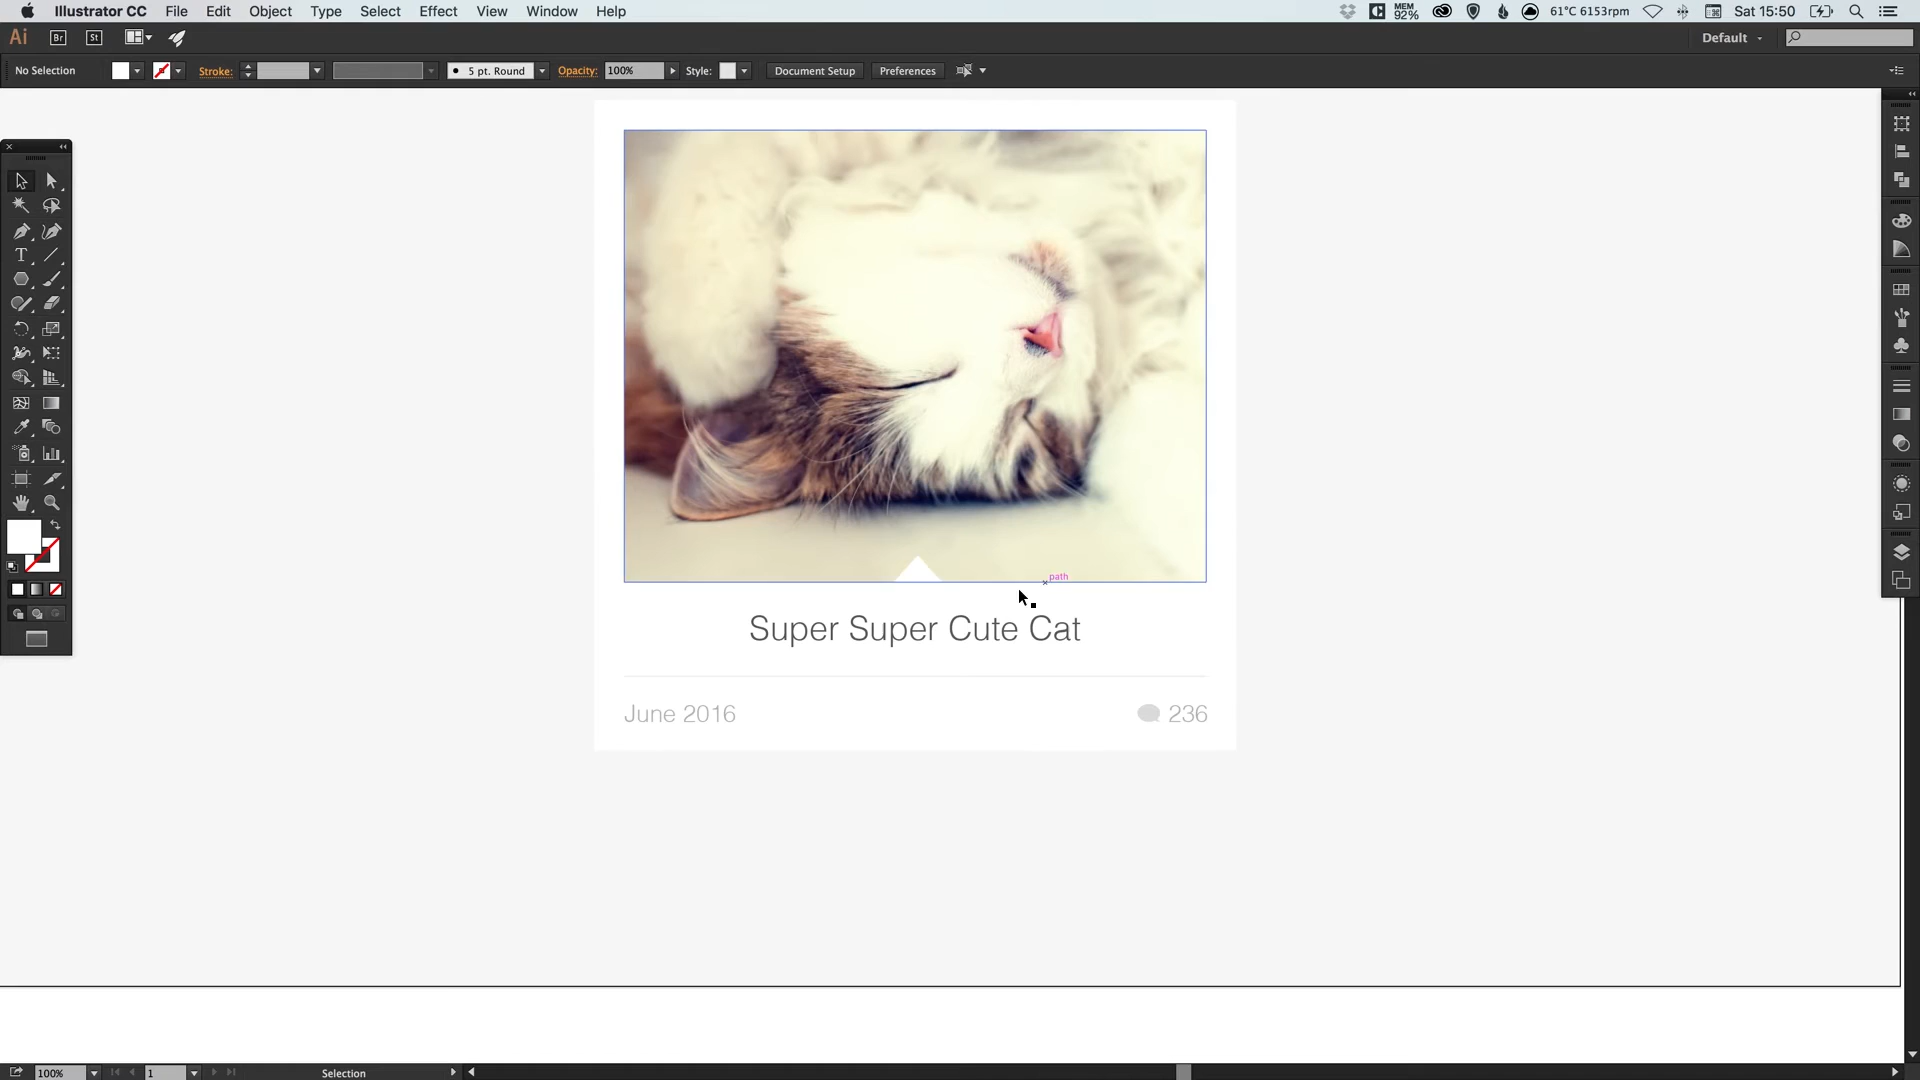 Illustrator CC File Edit Object Type Select Effect View Window Help MEM 92% 61°C 6153rpm Sat 15:50
Ai Br St Default
No Selection Stroke: 5 pt. Round Opacity: 100% Style: Document Setup Preferences
path
Super Super Cute Cat
June 2016 236
100% 1 Selection